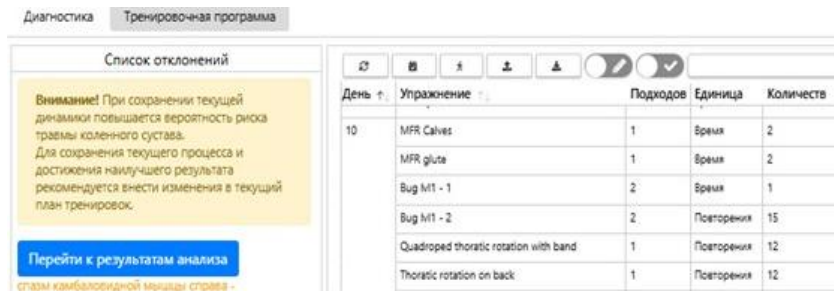 Диагностика Тренировочная программа
Список отклонений
Внимание! При сохранении текущей
динамики повышается вероятность риска
травмы коленного сустава.
Для сохранения текущего процесса и
достижения наилучшего результата
рекомендуется внести изменения в текущий
план тренировок.
Перейти к результатам анализа
спазм камбаловидной мышцы справа -
День ↑ Упражнение ↑↓ Подходов Единица Количеств
10 MFR Calves 1 Время 2
MFR glute 1 Время 2
Bug M1 - 1 2 Время 1
Bug M1 - 2 2 Повторения 15
Quadroped thoratic rotation with band 1 Повторения 12
Thoratic rotation on back 1 Повторения 12